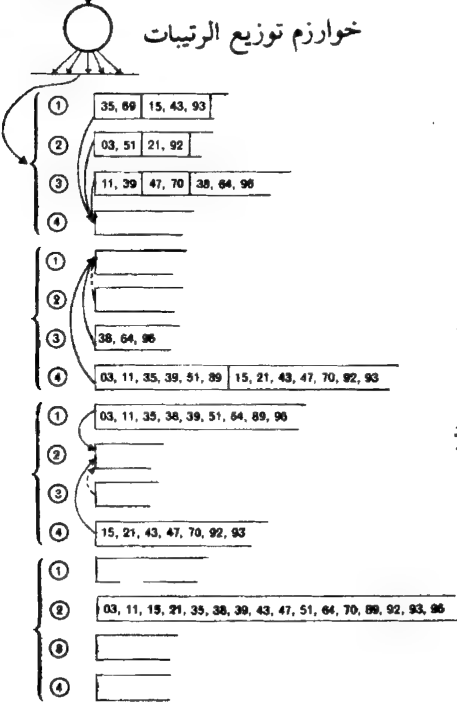 خوارزم توزيع الرتيبات
① 35, 69 15, 43, 93
② 03, 51 21, 92
③ 11, 39 47, 70 38, 64, 96
④
①
②
③ 38, 64, 96
④ 03, 11, 35, 39, 51, 89 15, 21, 43, 47, 70, 92, 93
① 03, 11, 35, 38, 39, 51, 64, 89, 96
②
③
④ 15, 21, 43, 47, 70, 92, 93
①
② 03, 11, 15, 21, 35, 38, 39, 43, 47, 51, 64, 70, 89, 92, 93, 96
③
④